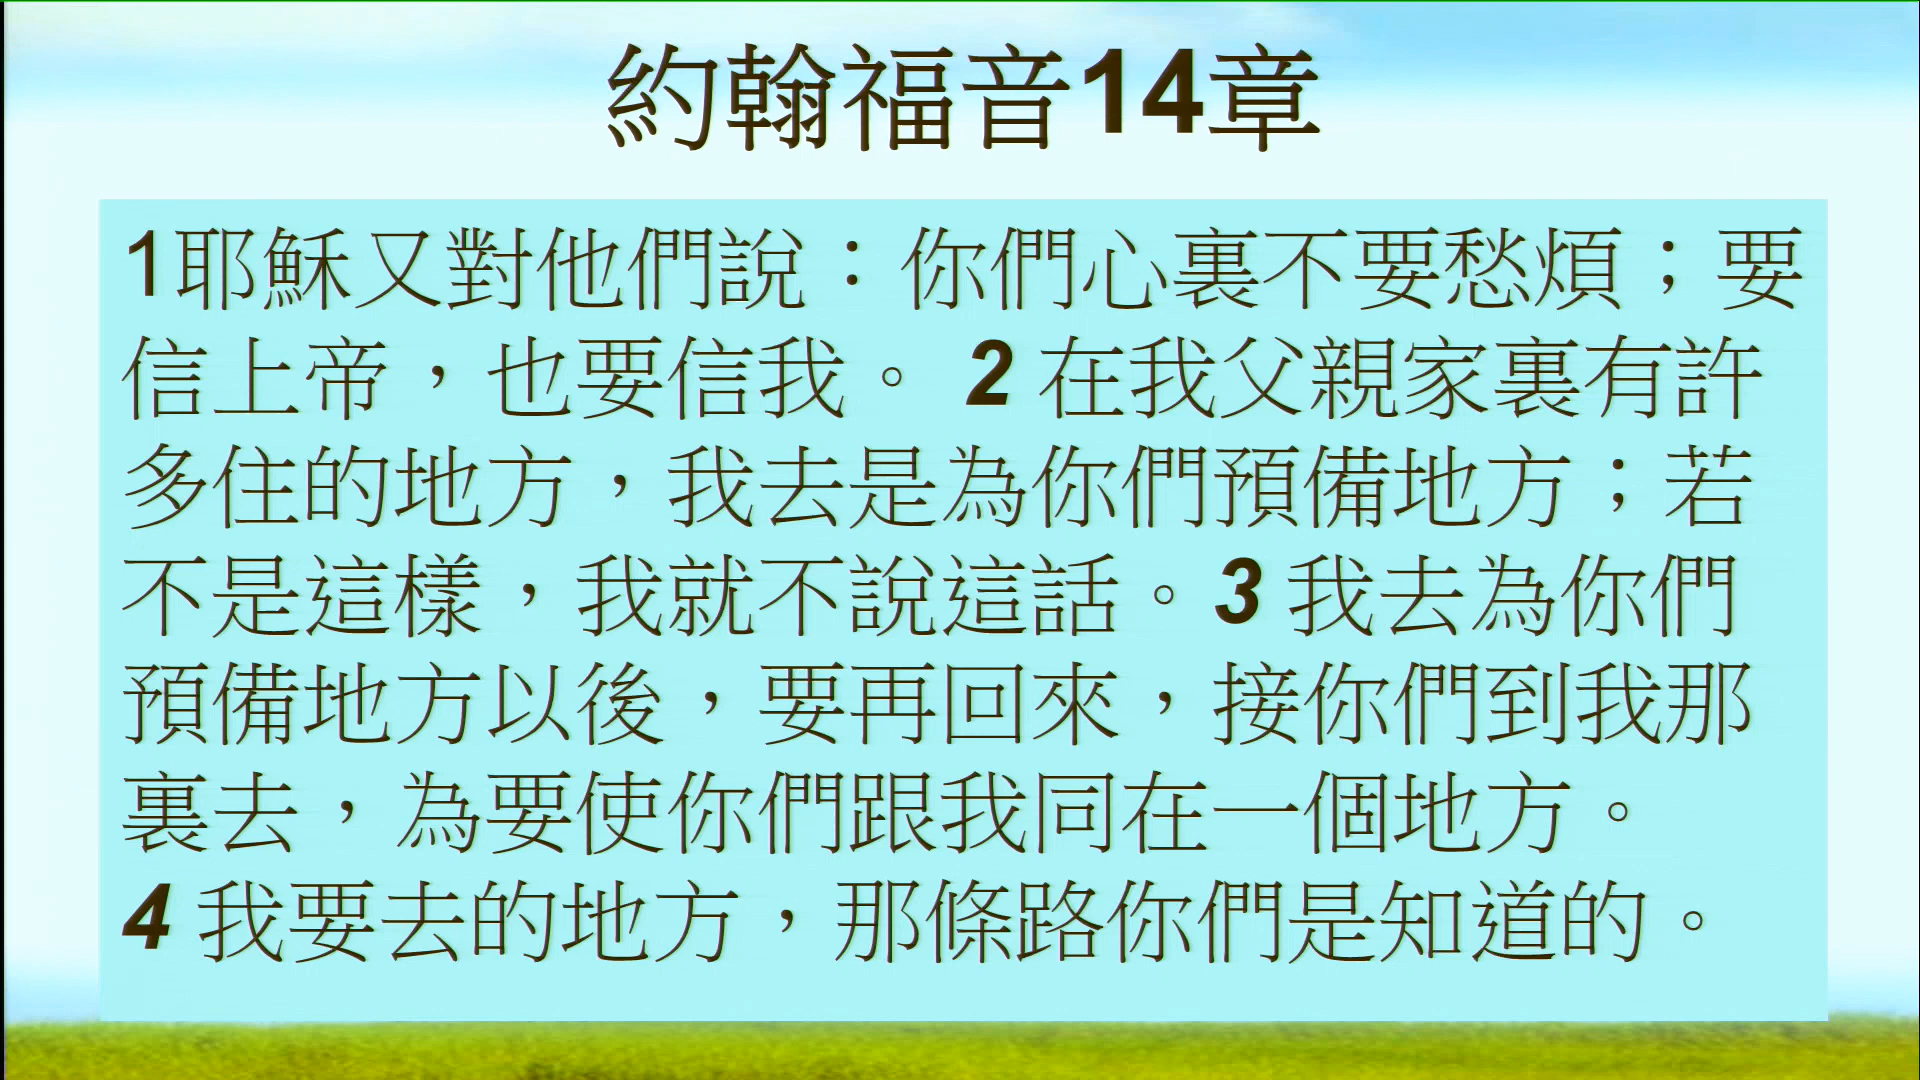 約翰福音14章
1耶穌又對他們說：你們心裏不要愁煩；要
信上帝，也要信我。 2 在我父親家裏有許
多住的地方，我去是為你們預備地方；若
不是這樣，我就不說這話。3 我去為你們
預備地方以後，要再回來，接你們到我那
裏去，為要使你們跟我同在一個地方。
4 我要去的地方，那條路你們是知道的。